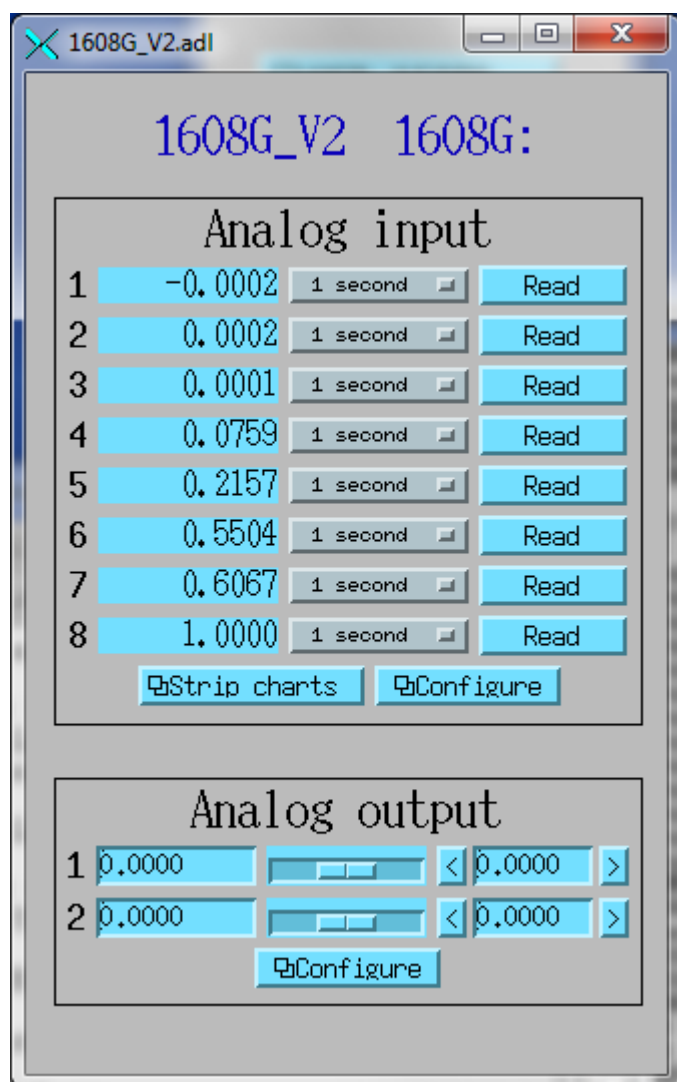 1608G_V2.adl
1608G_V2 1608G:
Analog input
1 -0.0002 1 second Read
2 0.0002 1 second Read
3 0.0001 1 second Read
4 0.0759 1 second Read
5 0.2157 1 second Read
6 0.5504 1 second Read
7 0.6067 1 second Read
8 1.0000 1 second Read
Strip charts Configure
Analog output
1 0.0000 < 0.0000 >
2 0.0000 < 0.0000 >
Configure